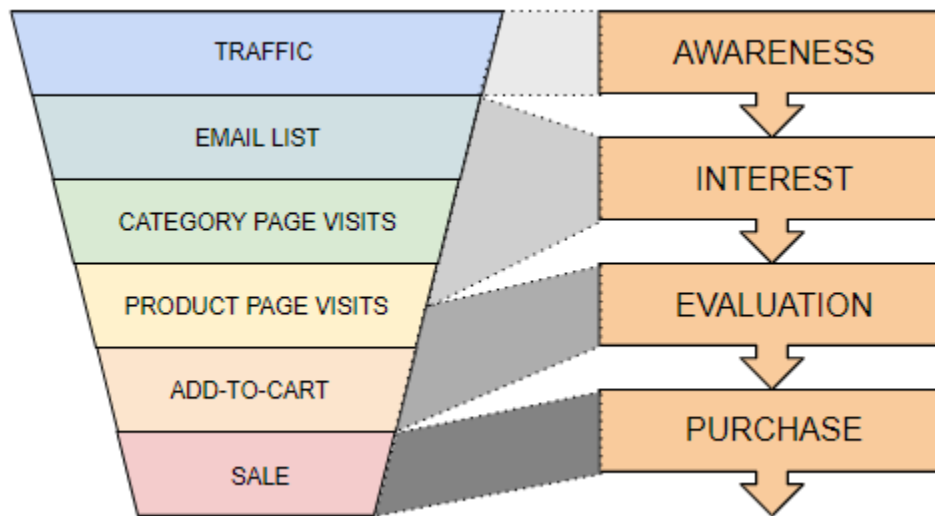 TRAFFIC
EMAIL LIST
CATEGORY PAGE VISITS
PRODUCT PAGE VISITS
ADD-TO-CART
SALE
AWARENESS
INTEREST
EVALUATION
PURCHASE